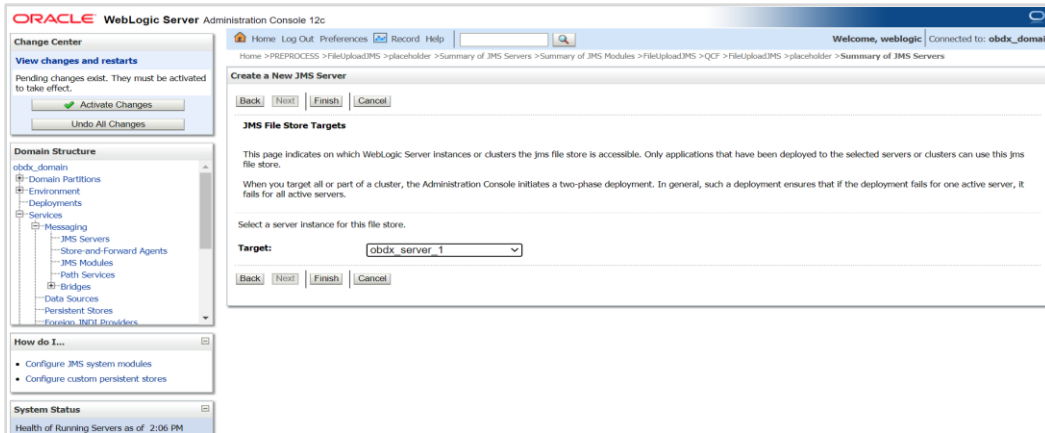 ORACLE WebLogic Server Administration Console 12c
Change Center
View changes and restarts
Pending changes exist. They must be activated
to take effect.
Activate Changes
Undo All Changes
Domain Structure
obdx_domain
Domain Partitions
Environment
Deployments
Services
Messaging
JMS Servers
Store-and-Forward Agents
JMS Modules
Path Services
Bridges
Data Sources
Persistent Stores
Foreign JNDI Providers
How do I...
Configure JMS system modules
Configure custom persistent stores
System Status
Health of Running Servers as of 2:06 PM
Home Log Out Preferences Record Help
Welcome, weblogic Connected to: obdx_domai
Home >PREPROCESS >FileUploadJMS >placeholder >Summary of JMS Servers >Summary of JMS Modules >FileUploadJMS >QCF >FileUploadJMS >placeholder >Summary of JMS Servers
Create a New JMS Server
Back Next Finish Cancel
JMS File Store Targets
This page indicates on which WebLogic Server instances or clusters the jms file store is accessible. Only applications that have been deployed to the selected servers or clusters can use this jms
file store.
When you target all or part of a cluster, the Administration Console initiates a two-phase deployment. In general, such a deployment ensures that if the deployment fails for one active server, it
fails for all active servers.
Select a server instance for this file store.
Target: obdx_server_1
Back Next Finish Cancel